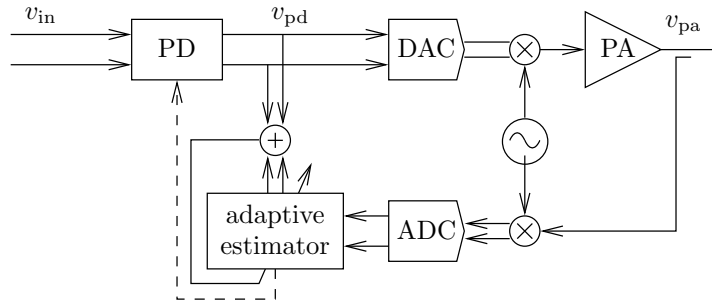 v_in
v_pd
v_pa
PD
DAC
×
PA
+
adaptive
estimator
ADC
×